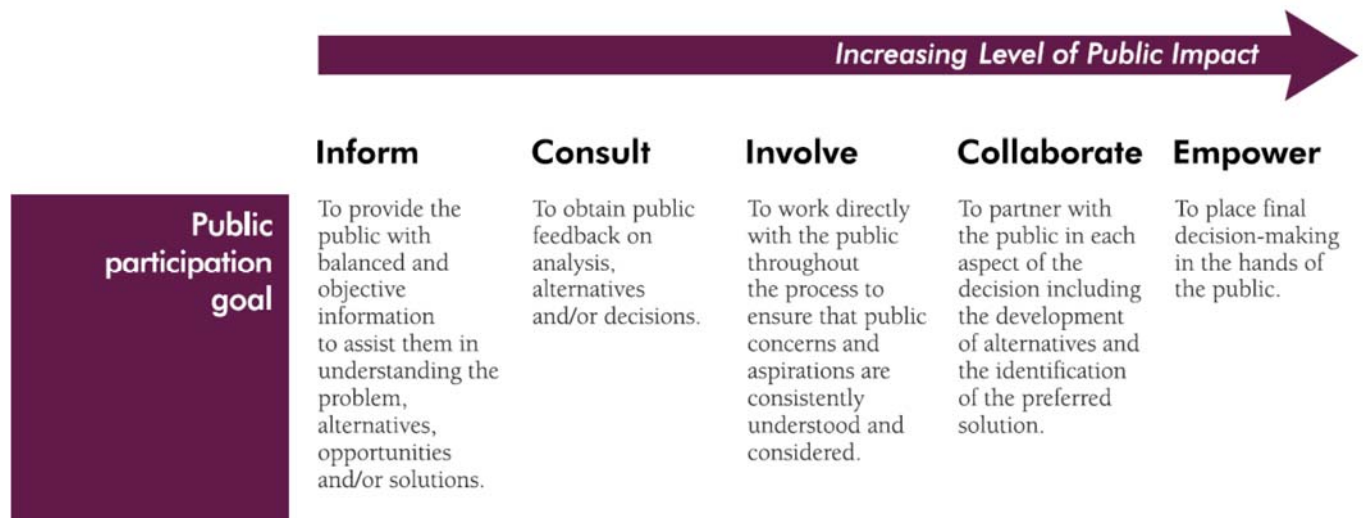 Increasing Level of Public Impact
Inform
Consult
Involve
Collaborate
Empower
Public
participation
goal
To provide the
public with
balanced and
objective
information
to assist them in
understanding the
problem,
alternatives,
opportunities
and/or solutions.
To obtain public
feedback on
analysis,
alternatives
and/or decisions.
To work directly
with the public
throughout
the process to
ensure that public
concerns and
aspirations are
consistently
understood and
considered.
To partner with
the public in each
aspect of the
decision including
the development
of alternatives and
the identification
of the preferred
solution.
To place final
decision-making
in the hands of
the public.